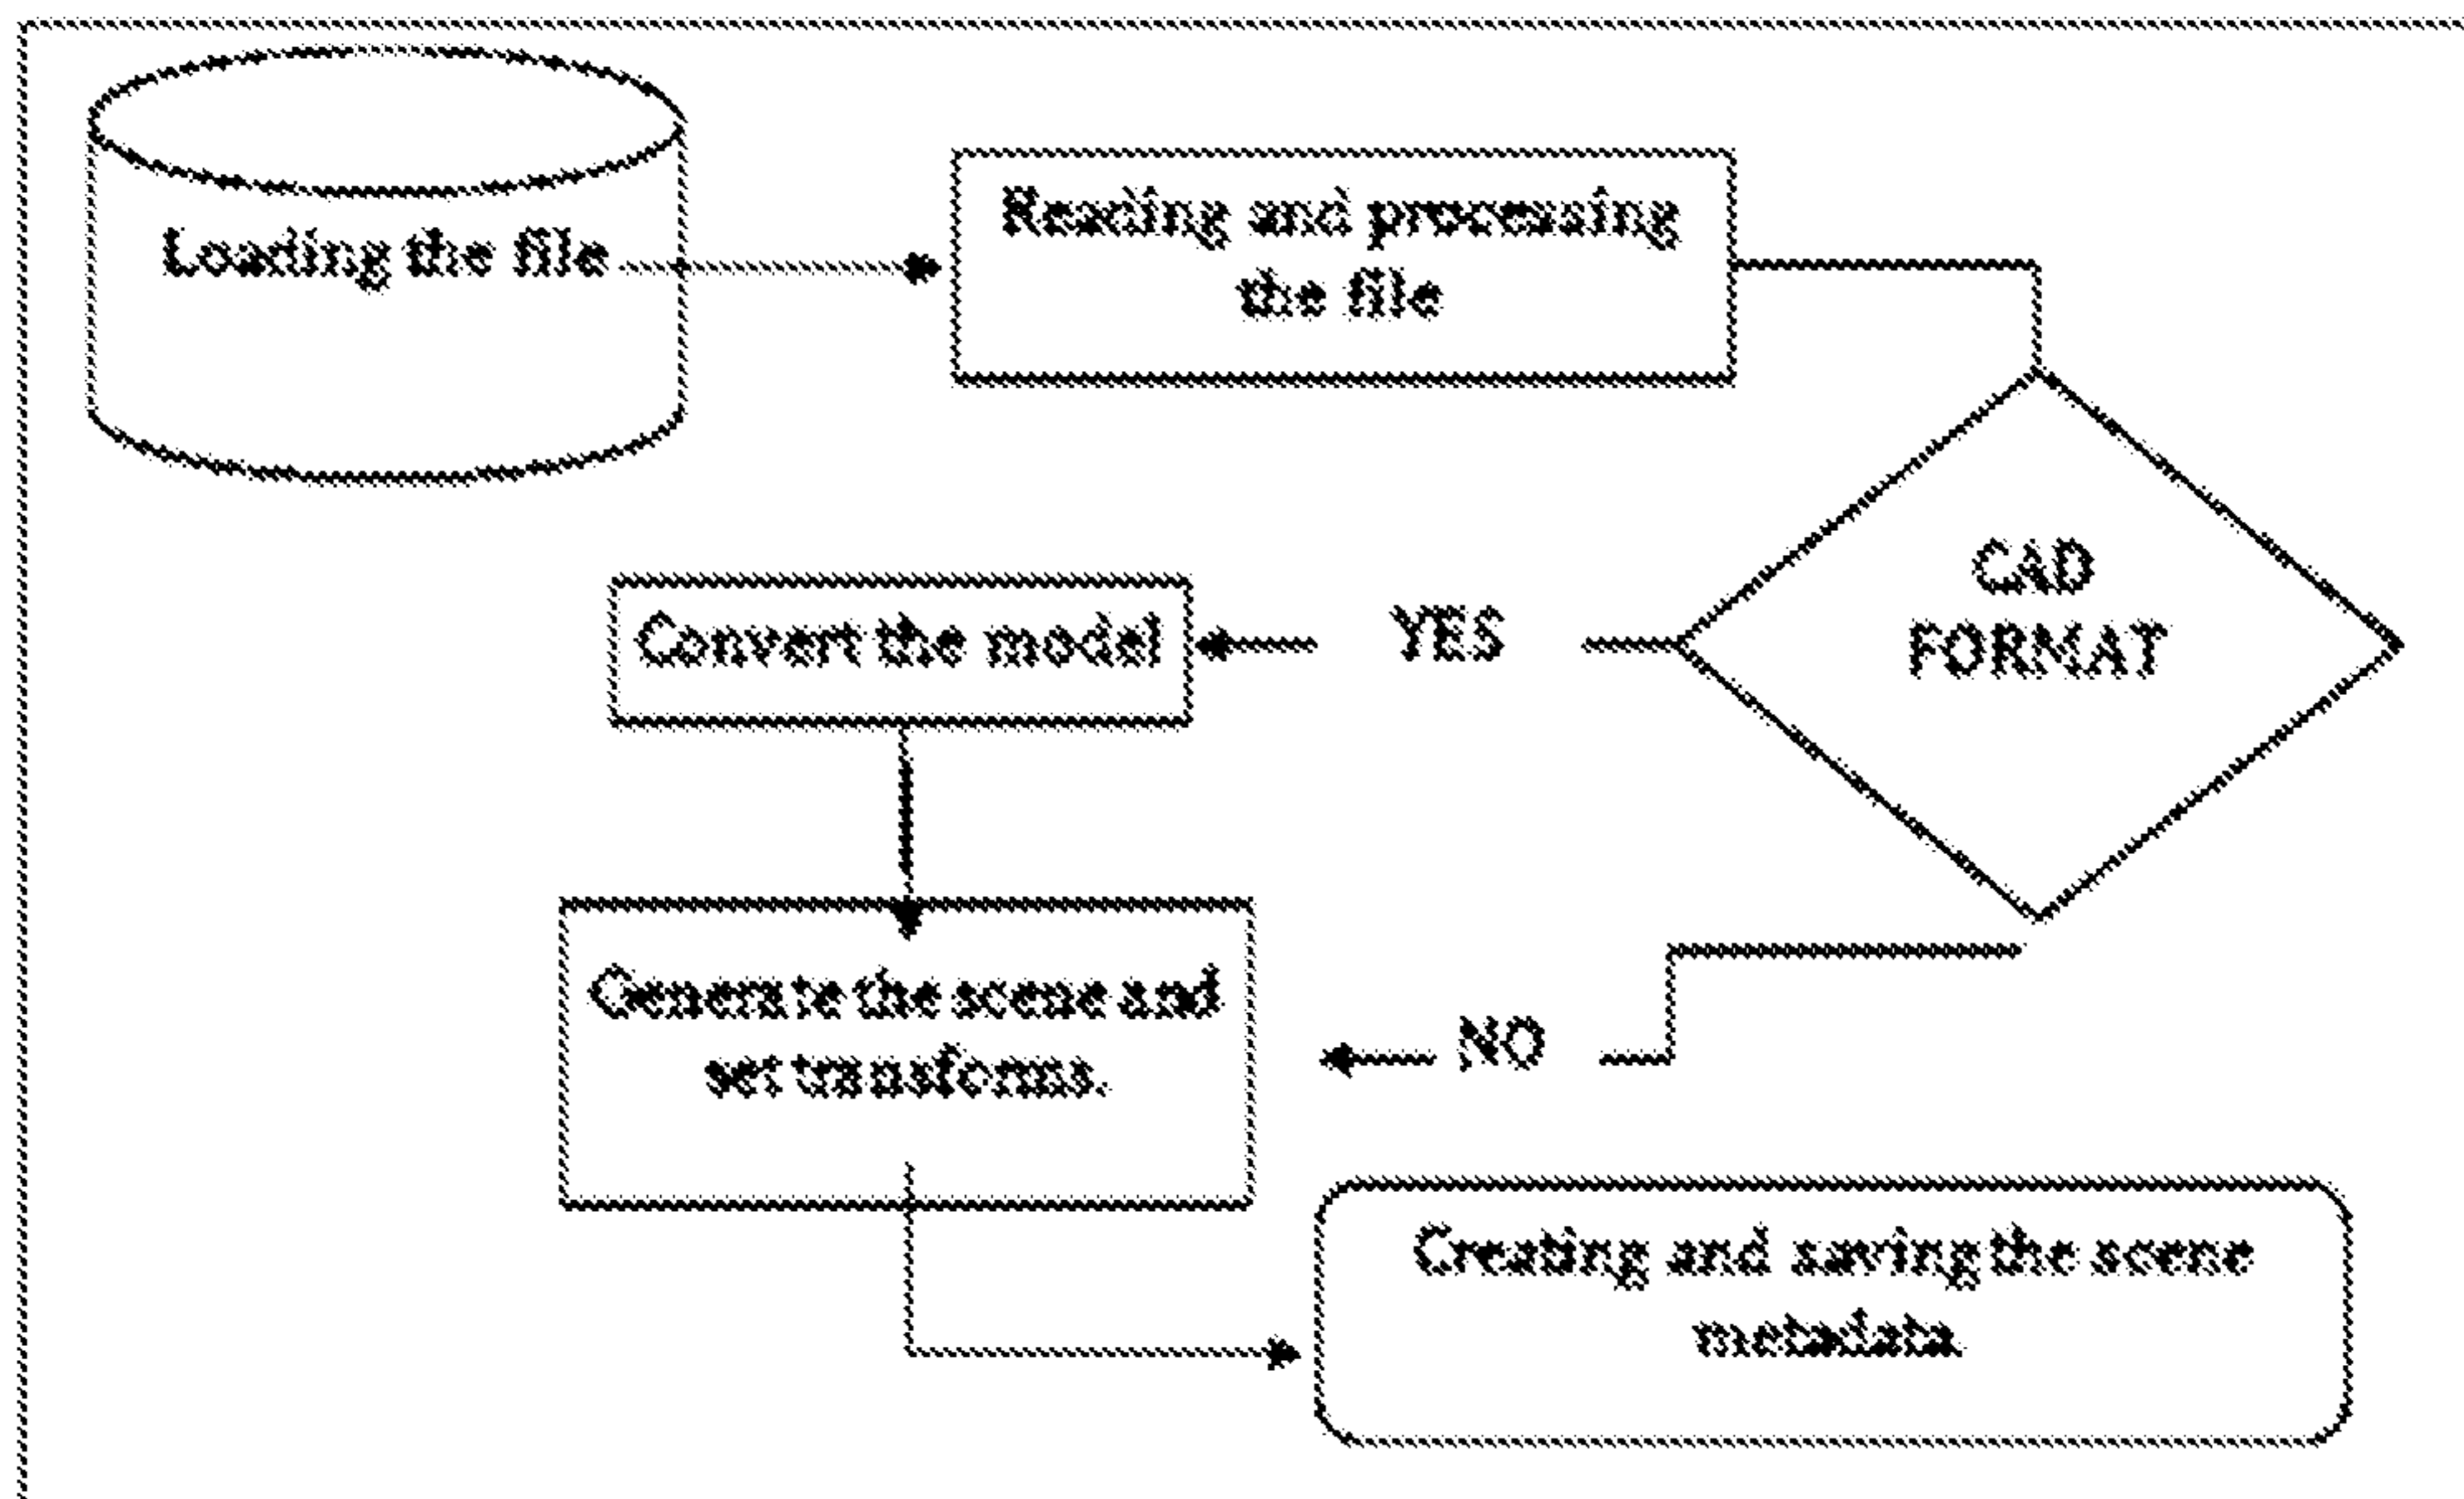 Loading the file
Reading and processing
the file
CAD
FORMAT
YES
Convert the model
NO
Generate the scene and
set transforms.
Creating and saving the scene
metadata